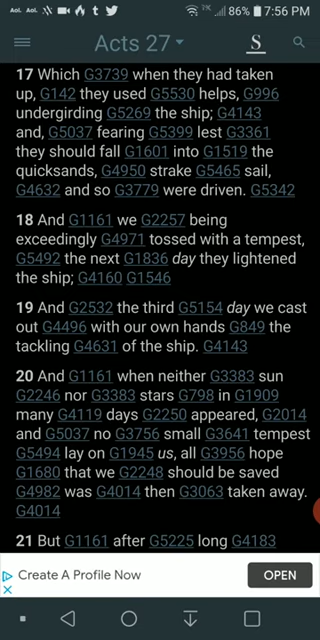 AOL. AOL. 86% 7:56 PM
Acts 27 S
17 Which G3739 when they had taken
up, G142 they used G5530 helps, G996
undergirding G5269 the ship; G4143
and, G5037 fearing G5399 lest G3361
they should fall G1601 into G1519 the
quicksands, G4950 strake G5465 sail,
G4632 and so G3779 were driven. G5342
18 And G1161 we G2257 being
exceedingly G4971 tossed with a tempest,
G5492 the next G1836 day they lightened
the ship; G4160 G1546
19 And G2532 the third G5154 day we cast
out G4496 with our own hands G849 the
tackling G4631 of the ship. G4143
20 And G1161 when neither G3383 sun
G2246 nor G3383 stars G798 in G1909
many G4119 days G2250 appeared, G2014
and G5037 no G3756 small G3641 tempest
G5494 lay on G1945 us, all G3956 hope
G1680 that we G2248 should be saved
G4982 was G4014 then G3063 taken away.
G4014
21 But G1161 after G5225 long G4183
Create A Profile Now OPEN